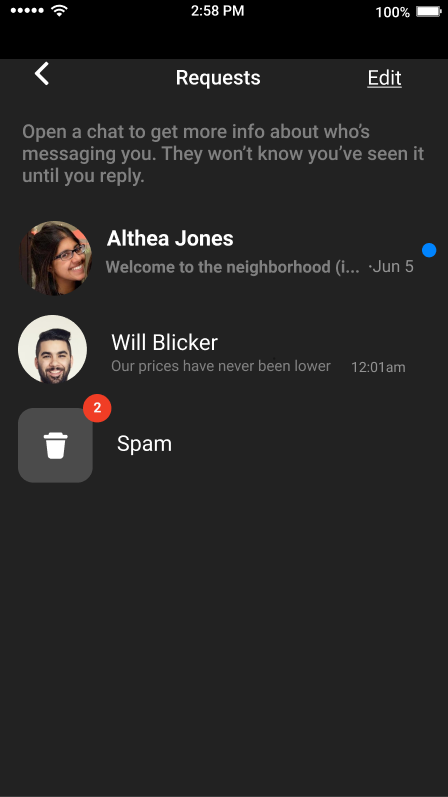 2:58 PM
100%
Requests
Edit
Open a chat to get more info about who’s
messaging you. They won’t know you’ve seen it
until you reply.
Althea Jones
Welcome to the neighborhood (i... ·Jun 5
Will Blicker
Our prices have never been lower 12:01am
2
Spam